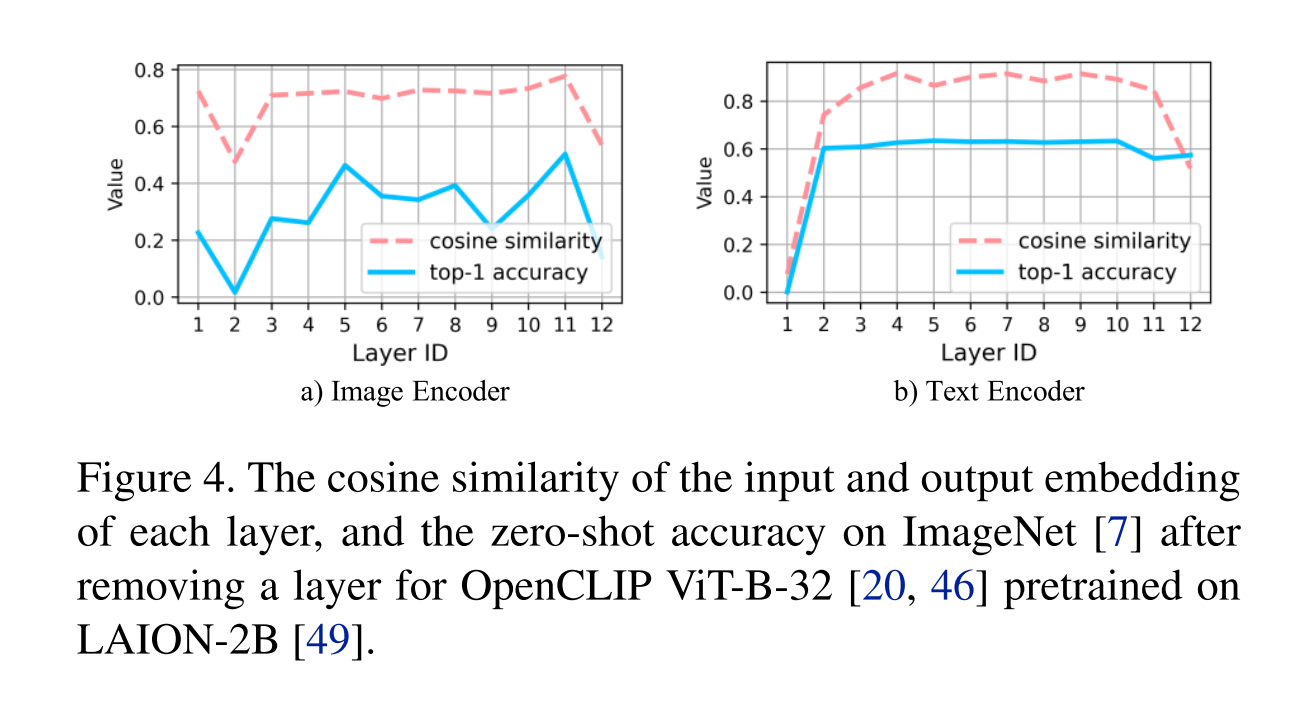 0.8
0.6
0.4
0.2
0.0
Value
cosine similarity
top-1 accuracy
1 2 3 4 5 6 7 8 9 10 11 12
Layer ID
a) Image Encoder
0.8
0.6
0.4
0.2
0.0
Value
cosine similarity
top-1 accuracy
1 2 3 4 5 6 7 8 9 10 11 12
Layer ID
b) Text Encoder
Figure 4. The cosine similarity of the input and output embedding
of each layer, and the zero-shot accuracy on ImageNet [7] after
removing a layer for OpenCLIP ViT-B-32 [20, 46] pretrained on
LAION-2B [49].